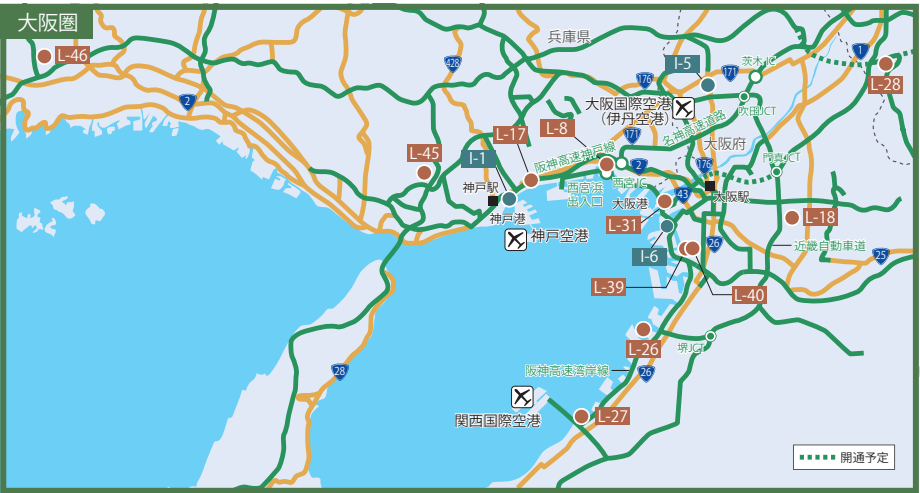 大阪圏
兵庫県
L-46
2
428
176
I-5
171
茨木IC
1
L-28
大阪国際空港
(伊丹空港)
吹田JCT
名神高速道路
大阪府
L-17
L-8
171
L-45
I-1
阪神高速神戸線
2
176
門真JCT
神戸駅
西宮浜
出入口
西宮IC
43
大阪駅
大阪港
神戸港
L-31
L-18
神戸空港
26
近畿自動車道
I-6
25
L-39
L-40
L-26
堺JCT
28
阪神高速湾岸線
26
関西国際空港
L-27
開通予定